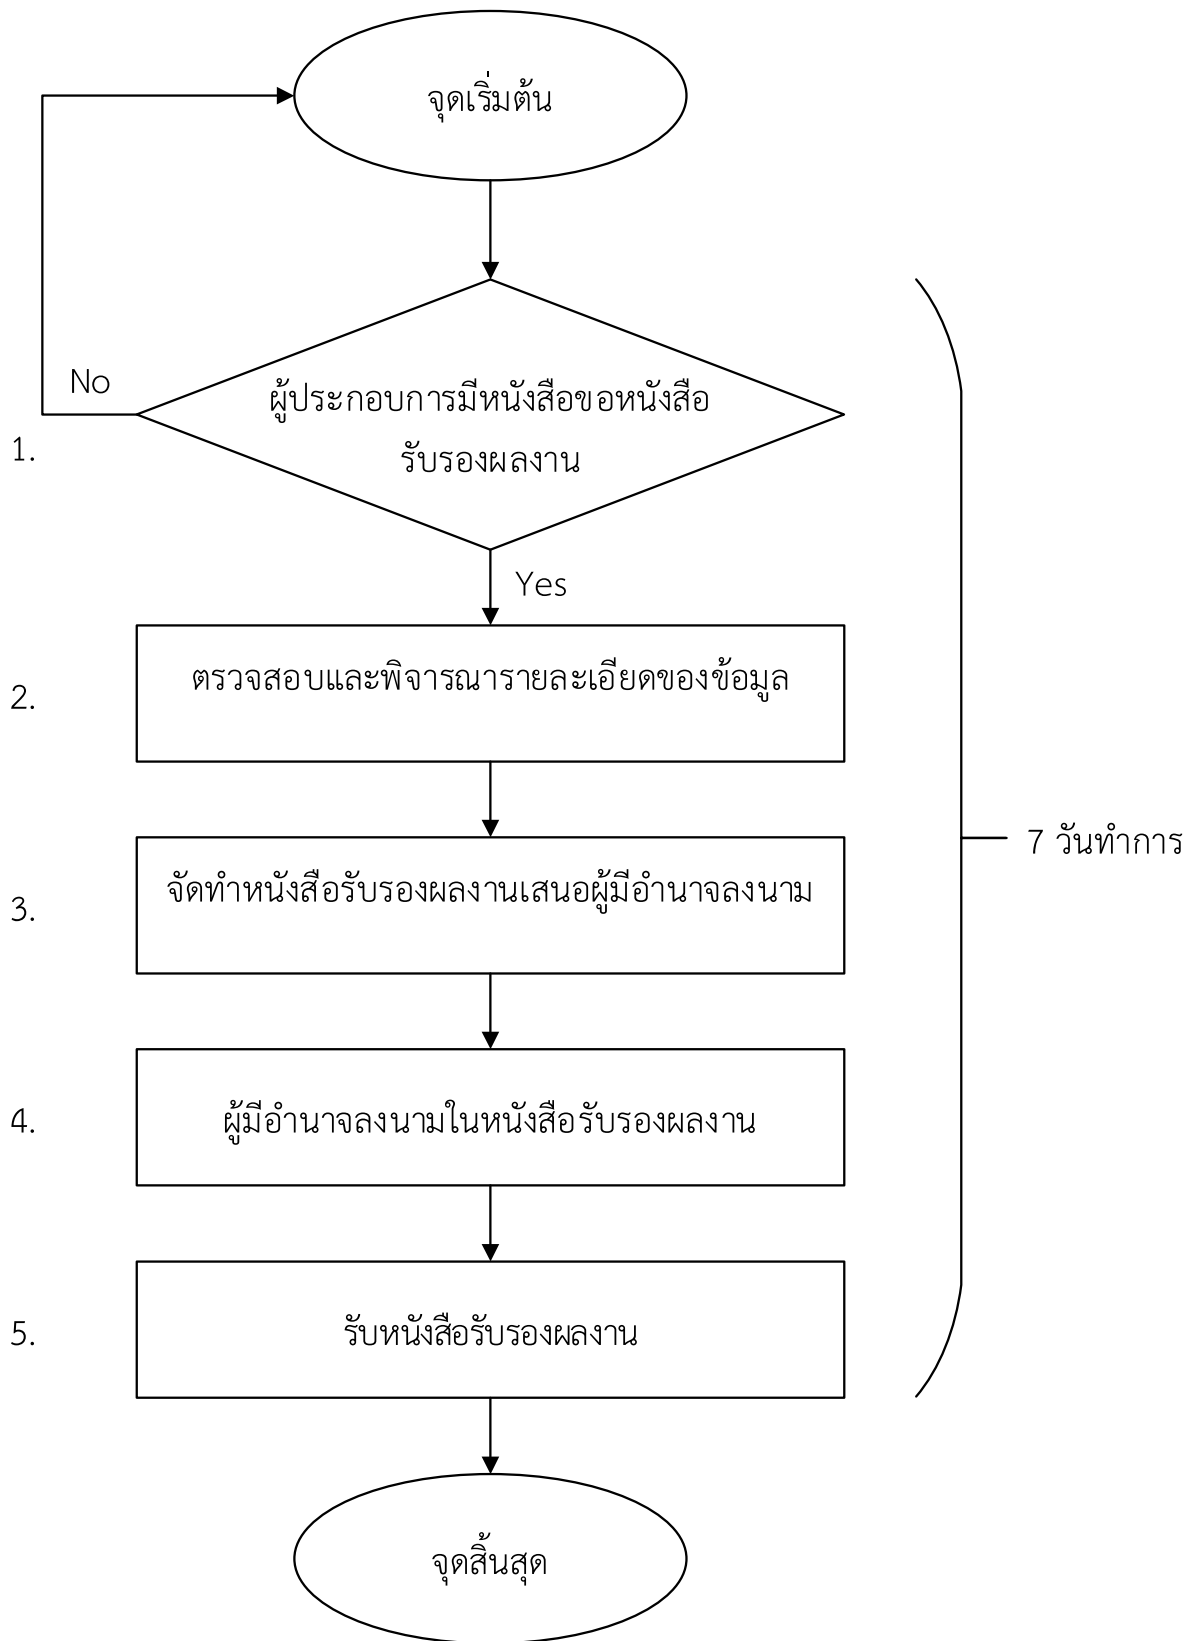 จุดเริ่มต้น
No
1.
ผู้ประกอบการมีหนังสือขอหนังสือ
รับรองผลงาน
Yes
2.
ตรวจสอบและพิจารณารายละเอียดของข้อมูล
7 วันทำการ
3.
จัดทำหนังสือรับรองผลงานเสนอผู้มีอำนาจลงนาม
4.
ผู้มีอำนาจลงนามในหนังสือรับรองผลงาน
5.
รับหนังสือรับรองผลงาน
จุดสิ้นสุด